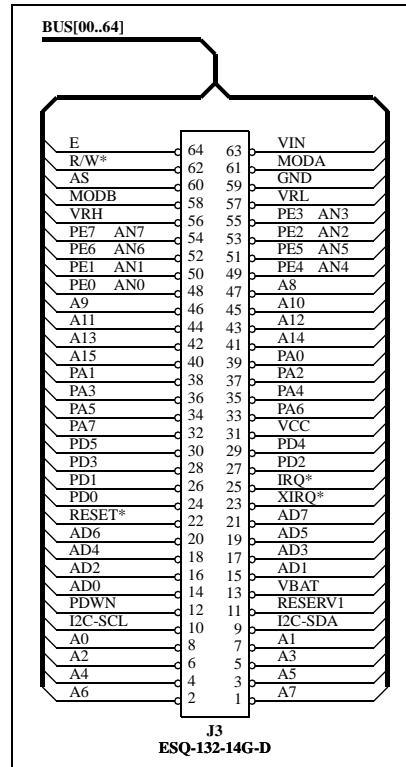 BUS[00..64]
E 64 63 VIN
R/W* 62 61 MODA
AS 60 59 GND
MODB 58 57 VRL
VRH 56 55 PE3 AN3
PE7 AN7 54 53 PE2 AN2
PE6 AN6 52 51 PE5 AN5
PE1 AN1 50 49 PE4 AN4
PE0 AN0 48 47 A8
A9 46 45 A10
A11 44 43 A12
A13 42 41 A14
A15 40 39 PA0
PA1 38 37 PA2
PA3 36 35 PA4
PA5 34 33 PA6
PA7 32 31 VCC
PD5 30 29 PD4
PD3 28 27 PD2
PD1 26 25 IRQ*
PD0 24 23 XIRQ*
RESET* 22 21 AD7
AD6 20 19 AD5
AD4 18 17 AD3
AD2 16 15 AD1
AD0 14 13 VBAT
PDWN 12 11 RESERV1
I2C-SCL 10 9 I2C-SDA
A0 8 7 A1
A2 6 5 A3
A4 4 3 A5
A6 2 1 A7
J3
ESQ-132-14G-D